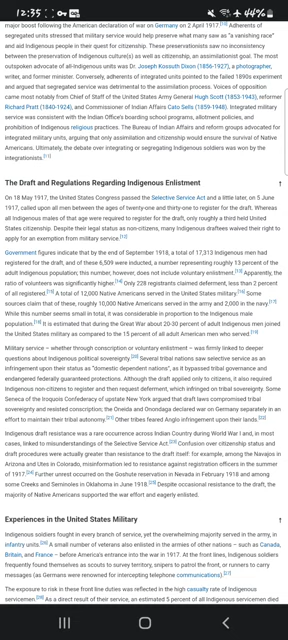 12:35
44%
major boost following the American declaration of war on Germany on 2 April 1917.[10] Adherents
of segregated units stressed that military service would help preserve what many saw as "a vanishing race"
and aid Indigenous people in their quest for citizenship. These preservationists saw no inconsistency
between the preservation of Indigenous culture(s) as well as citizenship, an assimilationist goal. The
most outspoken advocate of all-Indigenous units was Dr. Joseph Kossuth Dixon (1856-1927), a photographer,
writer, and former minister. Conversely, adherents of integrated units pointed to the failed 1890s experiment
and argued that segregated service was detrimental to the assimilation process. Voices of opposition
came most notably from Chief of Staff of the United States Army General Hugh Scott (1853-1943), reformer
Richard Pratt (1840-1924), and Commissioner of Indian Affairs Cato Sells (1859-1948). Integrated military
service was consistent with the Indian Office's boarding school programs, allotment policies, and
prohibition of Indigenous religious practices. The Bureau of Indian Affairs and reform groups advocated for
integrated military units, arguing that only assimilation and citizenship would ensure the survival of Native
Americans. Ultimately, the debate over integrating or segregating Indigenous soldiers was won by the
integrationists.[11]
The Draft and Regulations Regarding Indigenous Enlistment ↑
On 18 May 1917, the United States Congress passed the Selective Service Act and a little later, on 5 June
1917, called upon all men between the ages of twenty-one and thirty-one to register for the draft. Whereas
all Indigenous males of that age were required to register for the draft, only roughly a third held United
States citizenship. Despite their legal status as non-citizens, many Indigenous draftees waived their right to
apply for an exemption from military service.[12]
Government figures indicate that by the end of September 1918, a total of 17,313 Indigenous men had
registered for the draft, and of these 6,509 were inducted, a number representing roughly 13 percent of the
adult Indigenous population; this number, however, does not include voluntary enlistment.[13] Apparently, the
ratio of volunteers was significantly higher.[14] Only 228 registrants claimed deferment, less than 2 percent
of all registered.[15] A total of 12,000 Native Americans served in the United States military.[16] Some
sources claim that of these, roughly 10,000 Native Americans served in the army and 2,000 in the navy.[17]
While this number seems small in total, it was considerable in proportion to the Indigenous male
population.[18] It is estimated that during the Great War about 20-30 percent of adult Indigenous men joined
the United States military as compared to the 15 percent of all adult American men who served.[19]
Military service – whether through conscription or voluntary enlistment – was firmly linked to deeper
questions about Indigenous political sovereignty.[20] Several tribal nations saw selective service as an
infringement upon their status as "domestic dependent nations", as it bypassed tribal governance and
endangered federal guaranteed protections. Although the draft applied only to citizens, it also required
Indigenous non-citizens to register and then request deferment, which infringed on tribal sovereignty. Some
Seneca of the Iroquois Confederacy of upstate New York argued that draft laws compromised tribal
sovereignty and resisted conscription; the Oneida and Onondaga declared war on Germany separately in an
effort to maintain their tribal autonomy.[21] Other tribes feared Anglo infringement upon their lands.[22]
Indigenous draft resistance was a rare occurrence across Indian Country during World War I and, in most
cases, linked to misunderstandings of the Selective Service Act.[23] Confusion over citizenship status and
draft procedures were actually greater than resistance to the draft itself: for example, among the Navajos in
Arizona and Utes in Colorado, misinformation led to resistance against registration officers in the summer
of 1917.[24] Further unrest occurred on the Goshute reservation in Nevada in February 1918 and among
some Creeks and Seminoles in Oklahoma in June 1918.[25] Despite occasional resistance to the draft, the
majority of Native Americans supported the war effort and eagerly enlisted.
Experiences in the United States Military ↑
Indigenous soldiers fought in every branch of service, yet the overwhelming majority served in the army, in
infantry units.[26] A small number of veterans also enlisted in the armies of other nations – such as Canada,
Britain, and France – before America's entrance into the war in 1917. At the front lines, Indigenous soldiers
frequently found themselves as scouts to survey territory, snipers to patrol the front, or runners to carry
messages (as Germans were renowned for intercepting telephone communications).[27]
The exposure to risk in these front line duties was reflected in the high casualty rate of Indigenous
servicemen.[28] As a direct result of their service, an estimated 5 percent of all Indigenous servicemen died